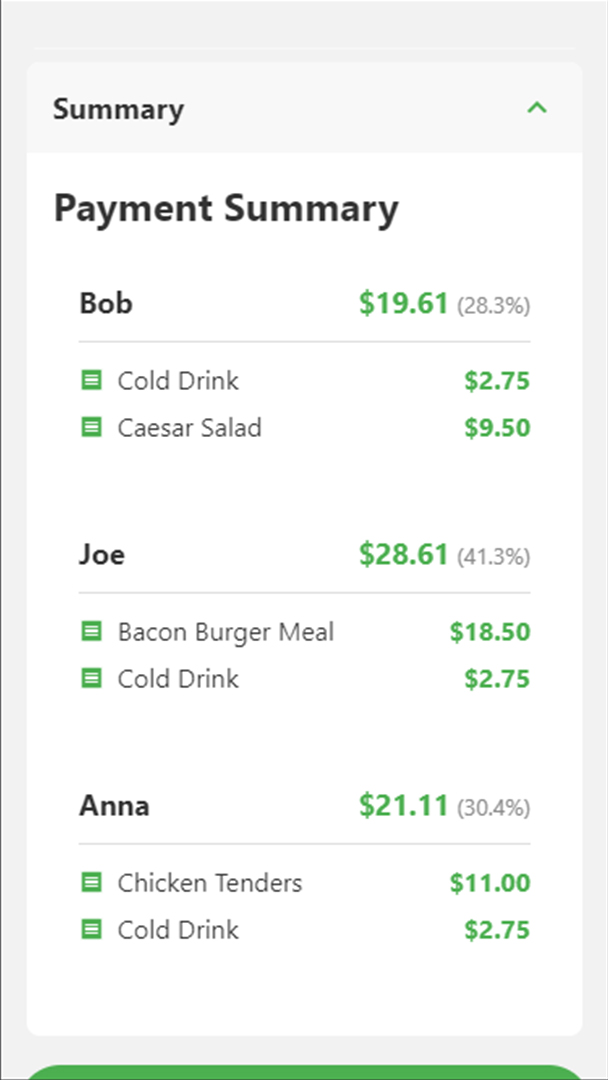 Summary
Payment Summary
Bob $19.61 (28.3%)
Cold Drink $2.75
Caesar Salad $9.50
Joe $28.61 (41.3%)
Bacon Burger Meal $18.50
Cold Drink $2.75
Anna $21.11 (30.4%)
Chicken Tenders $11.00
Cold Drink $2.75